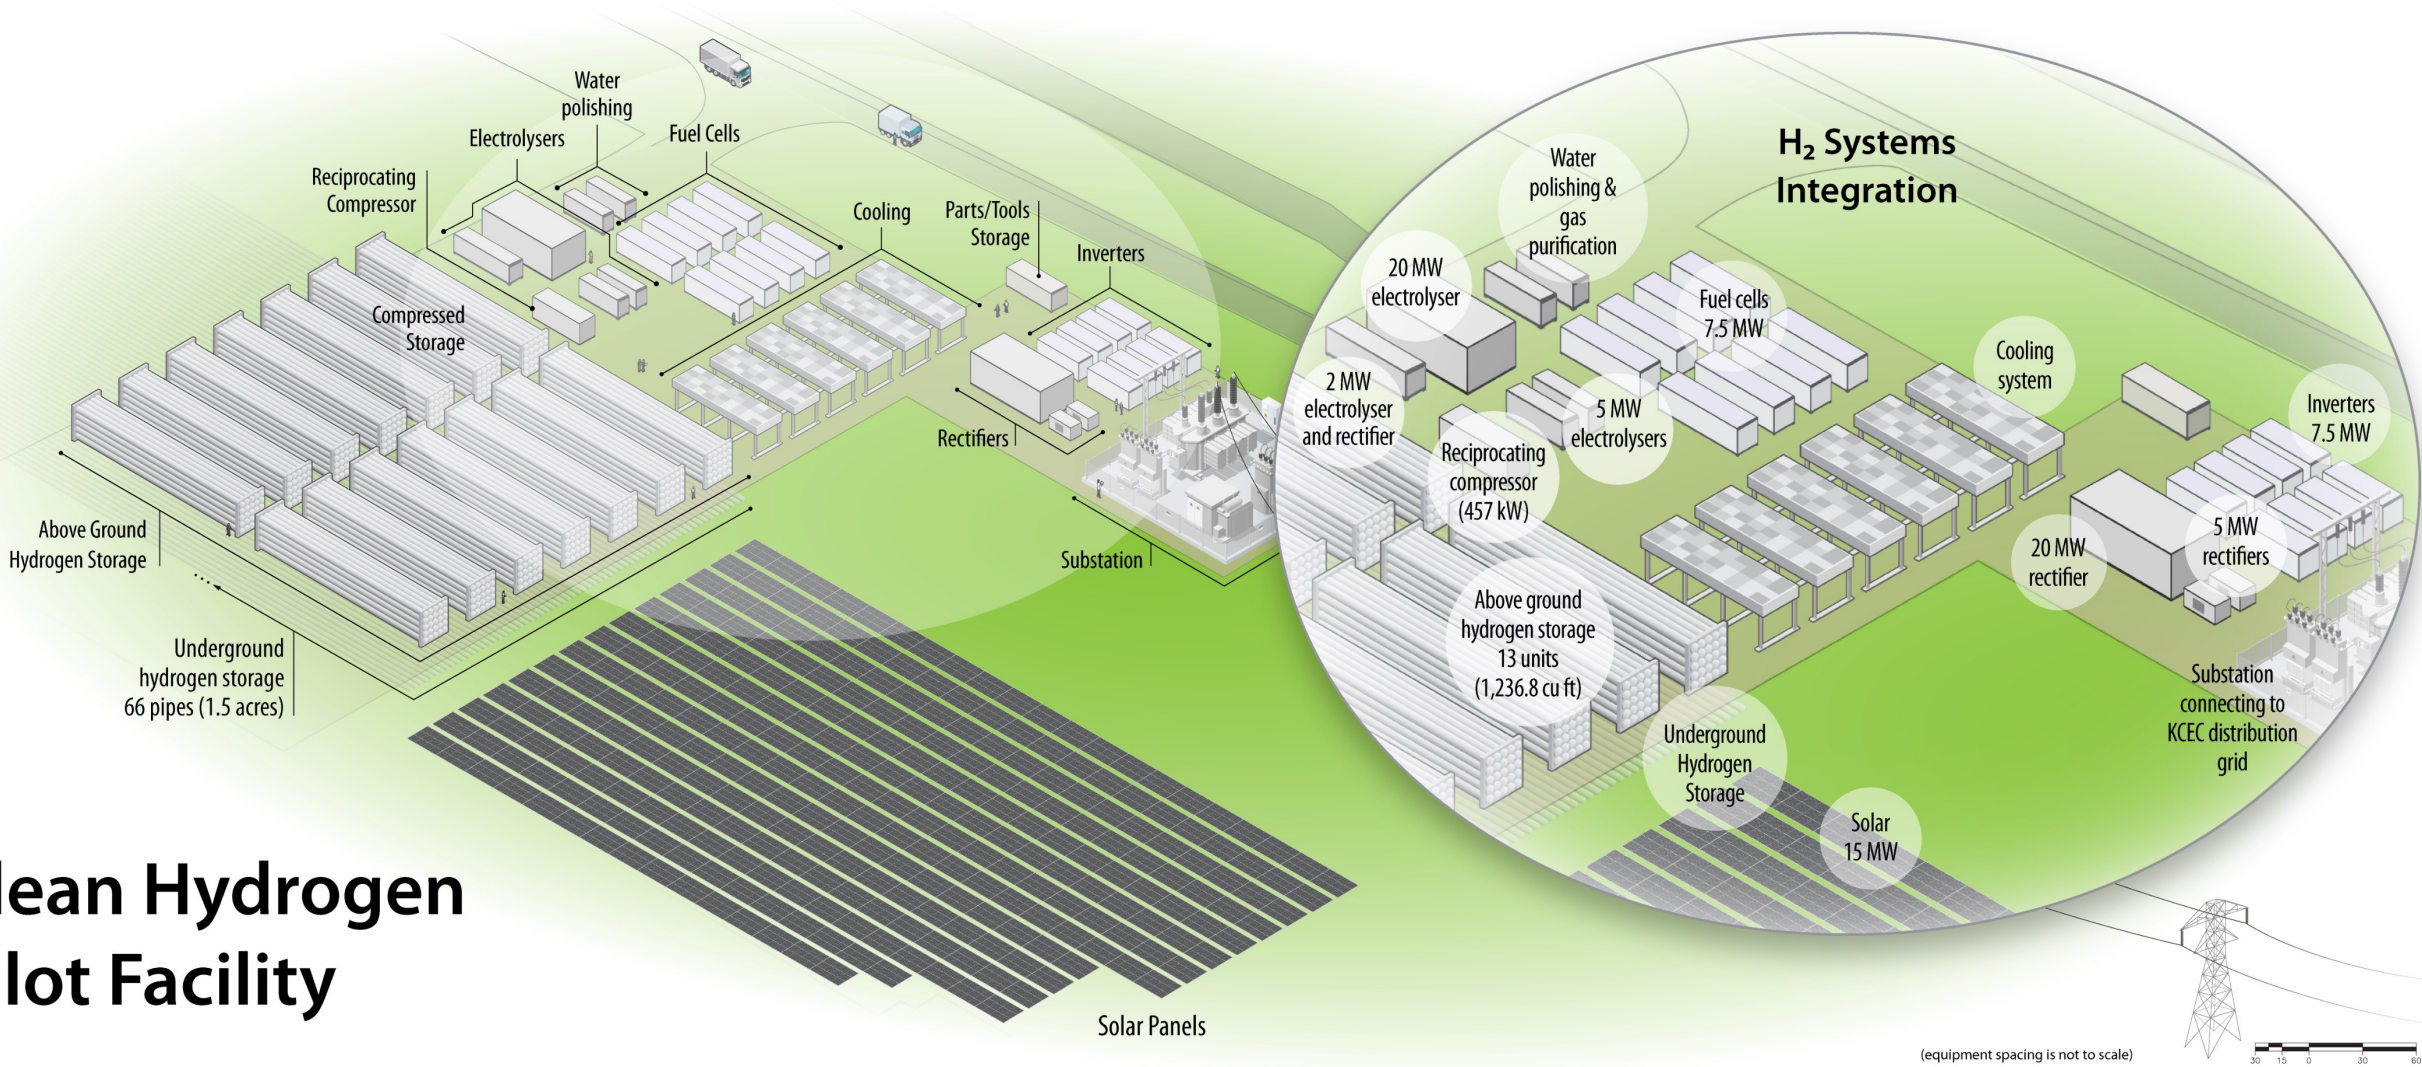 Water
polishing
Electrolysers
Fuel Cells
Reciprocating
Compressor
Cooling
Parts/Tools
Storage
Inverters
Compressed
Storage
Rectifiers
Above Ground
Hydrogen Storage
Substation
Underground
hydrogen storage
66 pipes (1.5 acres)
lean Hydrogen
lot Facility
Solar Panels
H₂ Systems
Integration
Water
polishing &
gas
purification
20 MW
electrolyser
Fuel cells
7.5 MW
Cooling
system
2 MW
electrolyser
and rectifier
5 MW
electrolysers
Inverters
7.5 MW
Reciprocating
compressor
(457 kW)
5 MW
rectifiers
20 MW
rectifier
Above ground
hydrogen storage
13 units
(1,236.8 cu ft)
Substation
connecting to
KCEC distribution
grid
Underground
Hydrogen
Storage
Solar
15 MW
(equipment spacing is not to scale)
30 15 0 30 60